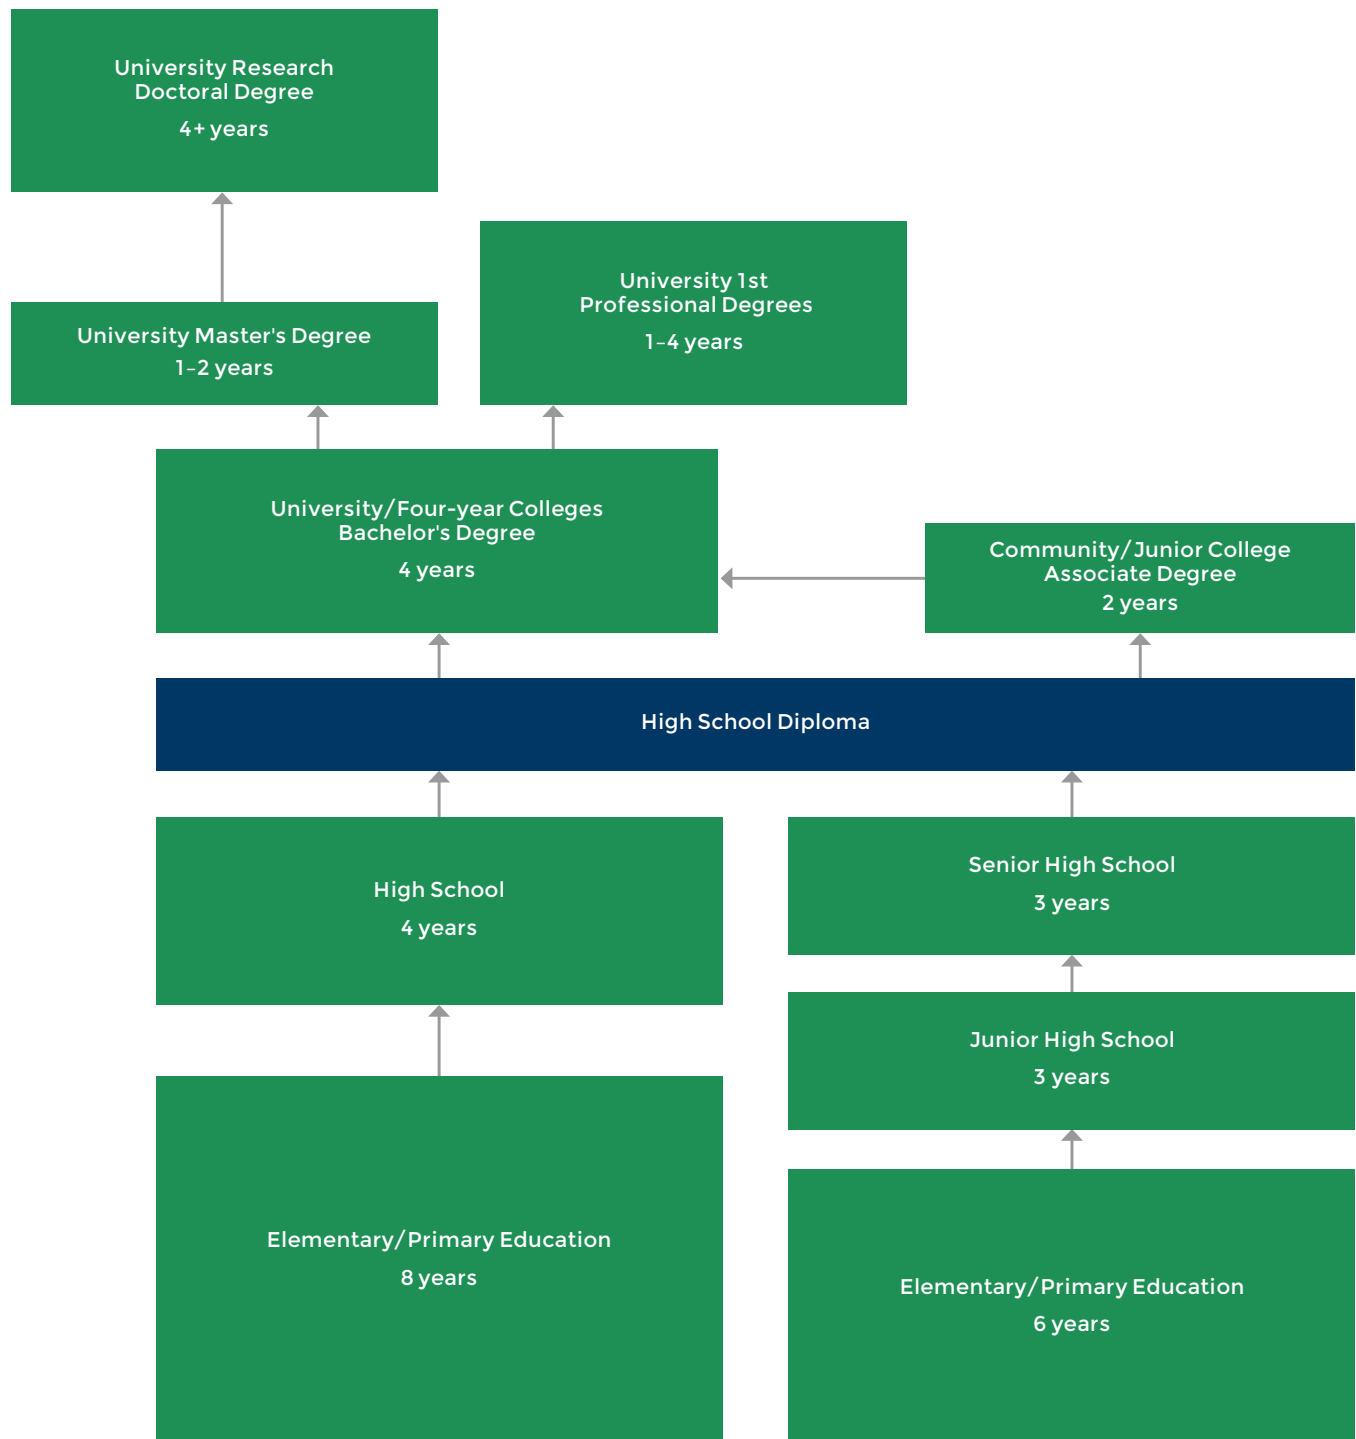 University Research
Doctoral Degree
4+ years
University 1st
Professional Degrees
1–4 years
University Master's Degree
1–2 years
University/Four-year Colleges
Bachelor's Degree
4 years
Community/Junior College
Associate Degree
2 years
High School Diploma
High School
4 years
Senior High School
3 years
Junior High School
3 years
Elementary/Primary Education
8 years
Elementary/Primary Education
6 years